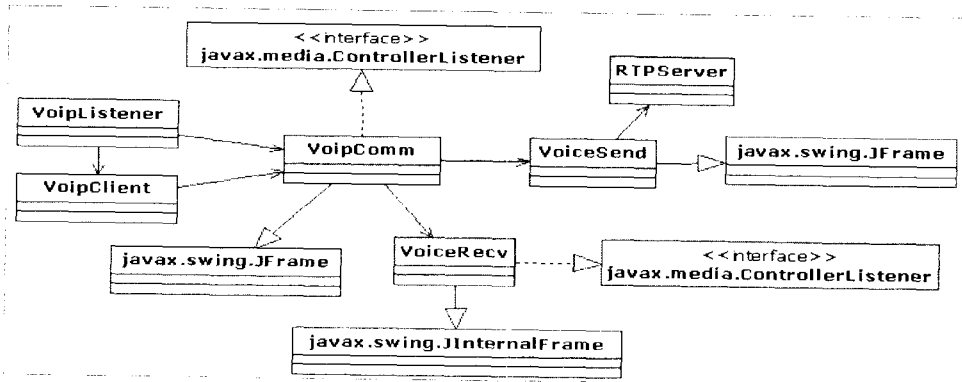 <<interface>>
javax.media.ControllerListener
RTPServer
VoipListener
VoipComm
VoiceSend
javax.swing.JFrame
VoipClient
javax.swing.JFrame
VoiceRecv
<<interface>>
javax.media.ControllerListener
javax.swing.JInternalFrame